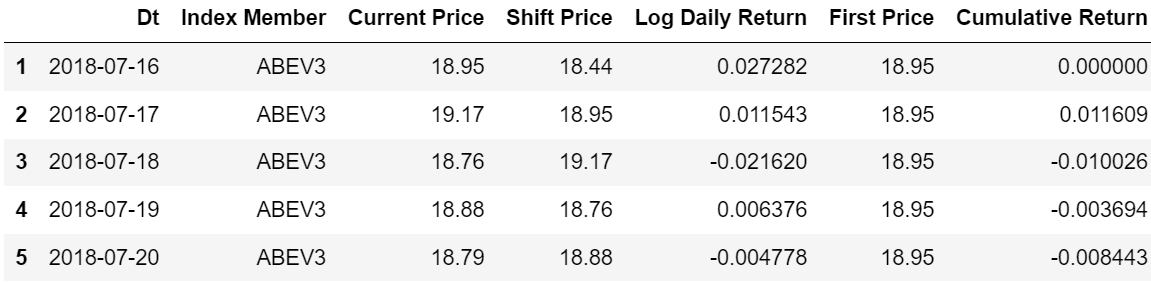 Dt Index Member Current Price Shift Price Log Daily Return First Price Cumulative Return
1 2018-07-16 ABEV3 18.95 18.44 0.027282 18.95 0.000000
2 2018-07-17 ABEV3 19.17 18.95 0.011543 18.95 0.011609
3 2018-07-18 ABEV3 18.76 19.17 -0.021620 18.95 -0.010026
4 2018-07-19 ABEV3 18.88 18.76 0.006376 18.95 -0.003694
5 2018-07-20 ABEV3 18.79 18.88 -0.004778 18.95 -0.008443